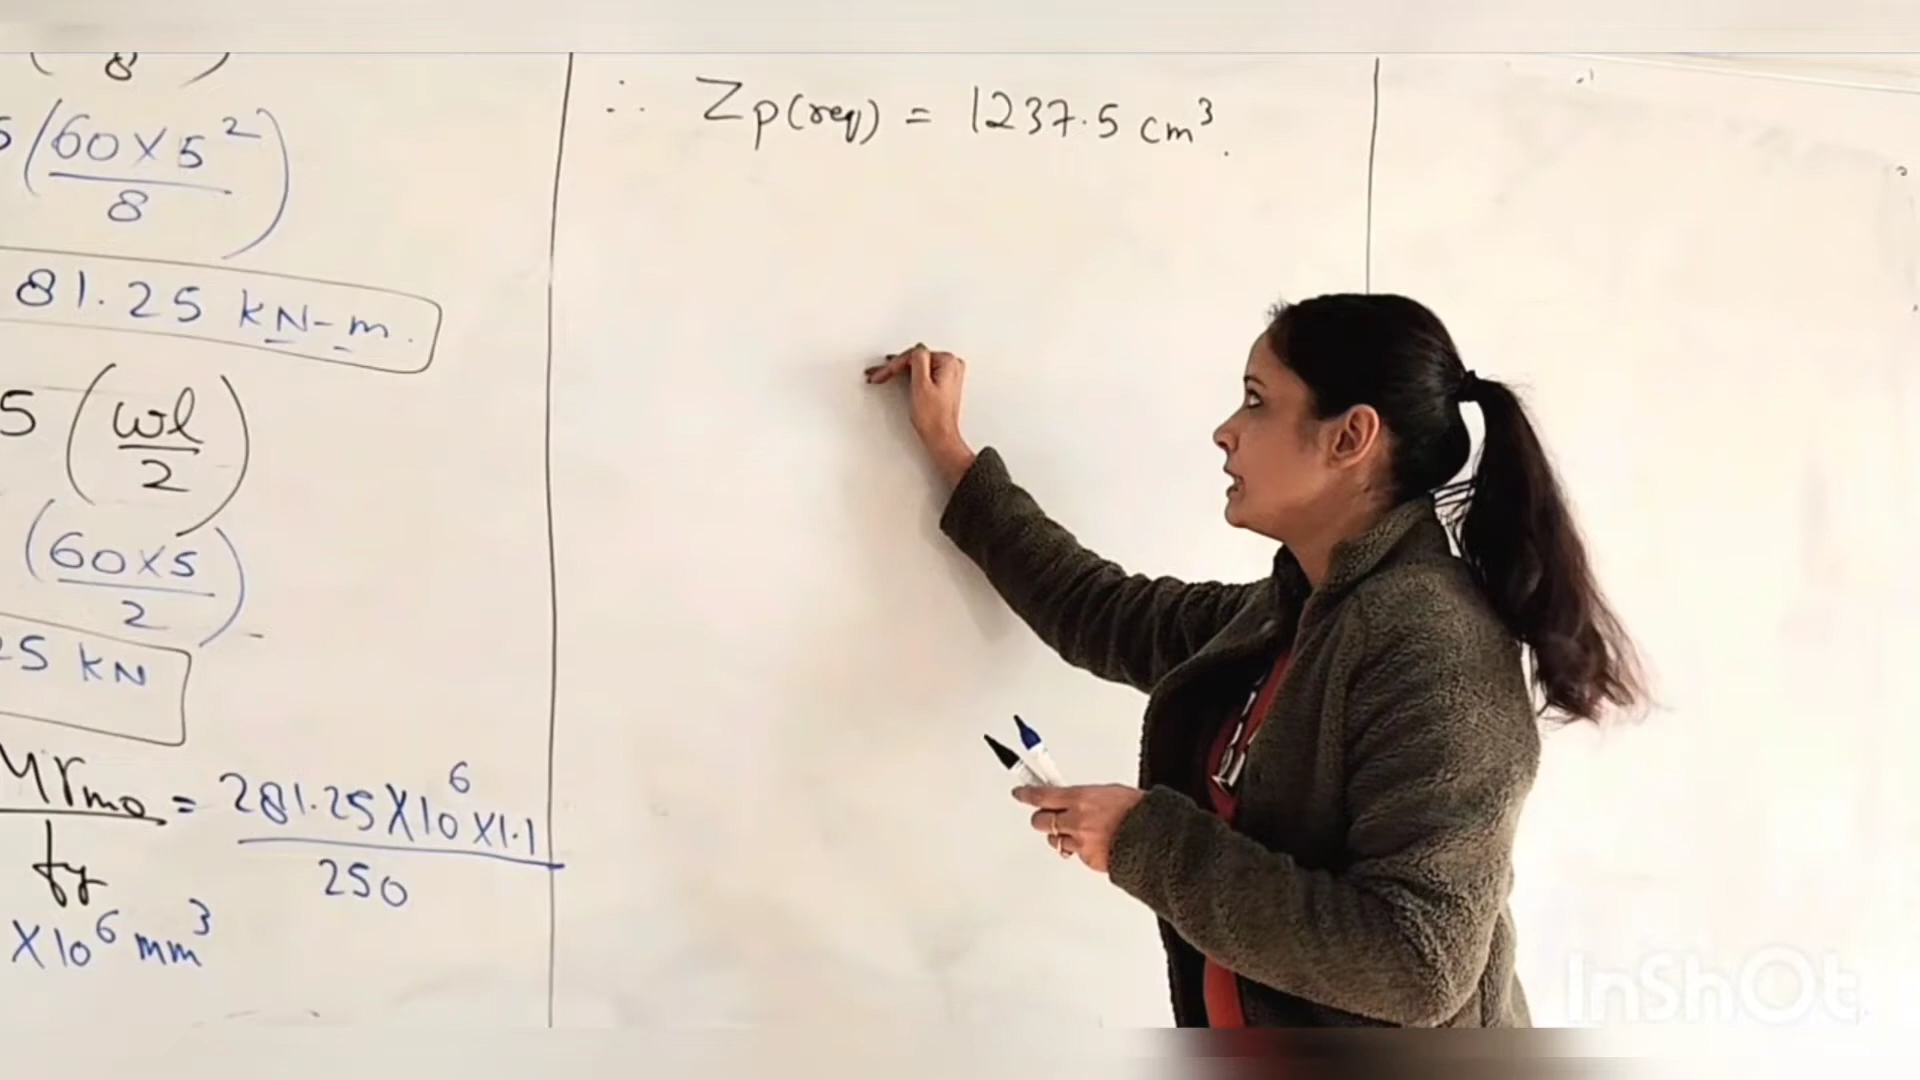 ( 8 )
5 (60 × 5² / 8)
81.25 kN-m.
5 (wl / 2)
(60×5 / 2)
25 kN
Mγmo / fy = 281.25×10⁶×1.1 / 250
×10⁶ mm³
∴ Zp(req) = 1237.5 cm³.
InShOt